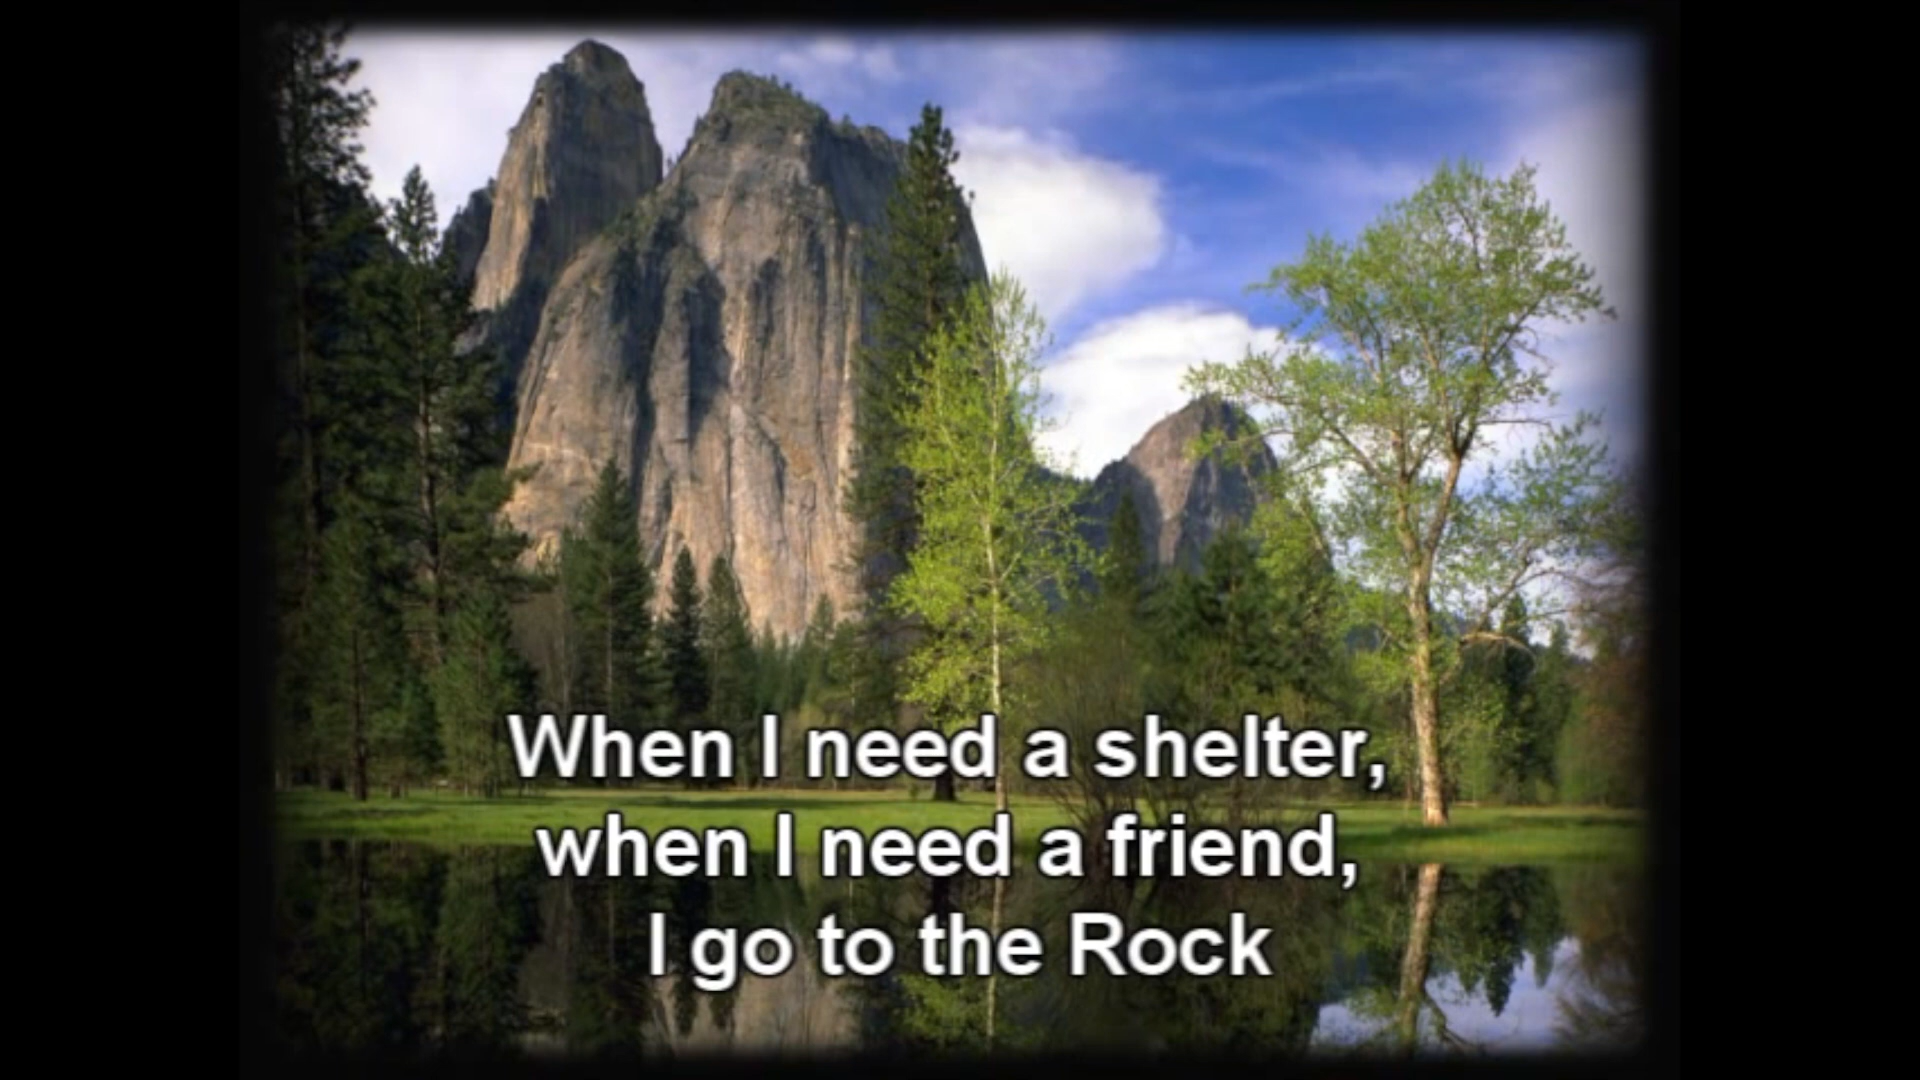 When I need a shelter,
when I need a friend,
I go to the Rock